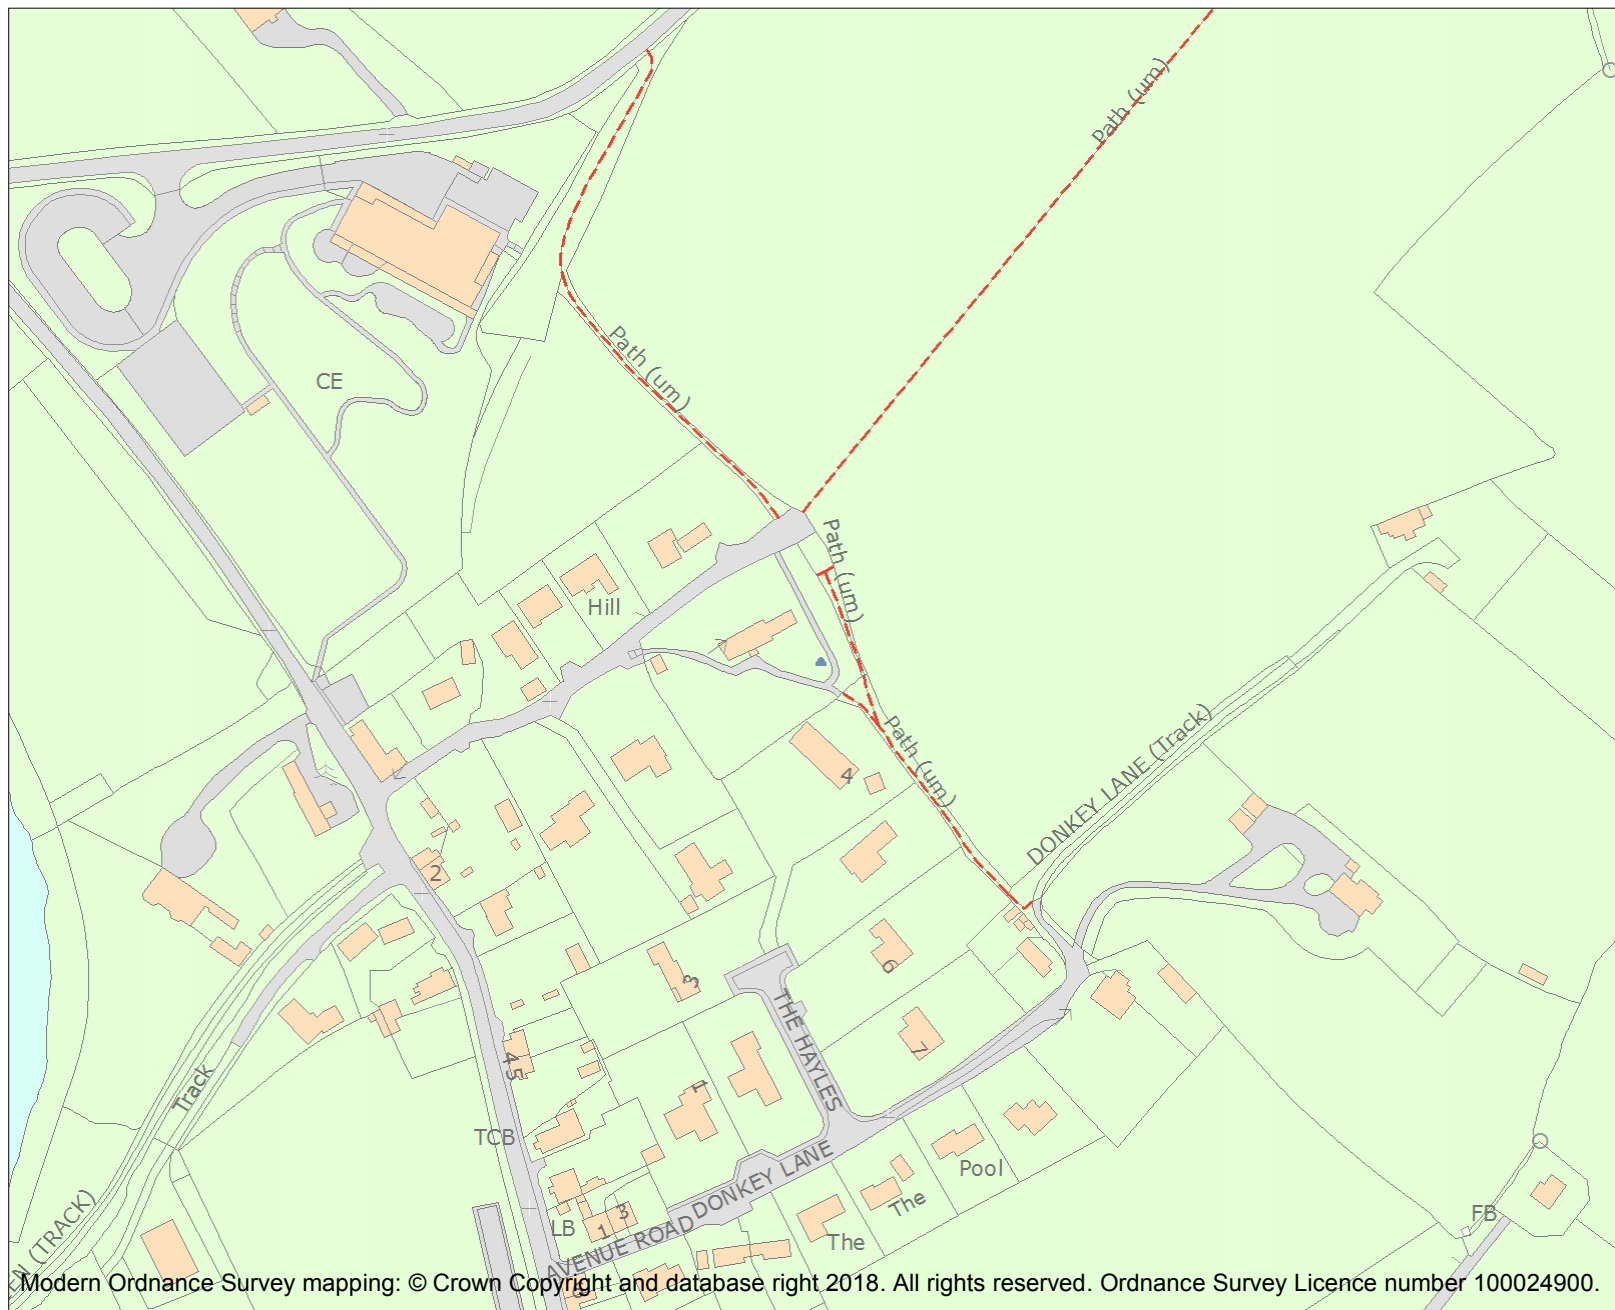 Path (um)
Path (um)
CE
Path (um)
Hill
Path (um)
DONKEY LANE (Track)
4
2
6
3
THE HAYLES
7
4 5
1
Track
TCB
DONKEY LANE
Pool
The
The
3
1
LB
AVENUE ROAD
FB
EN (TRACK)
Modern Ordnance Survey mapping: © Crown Copyright and database right 2018. All rights reserved. Ordnance Survey Licence number 100024900.